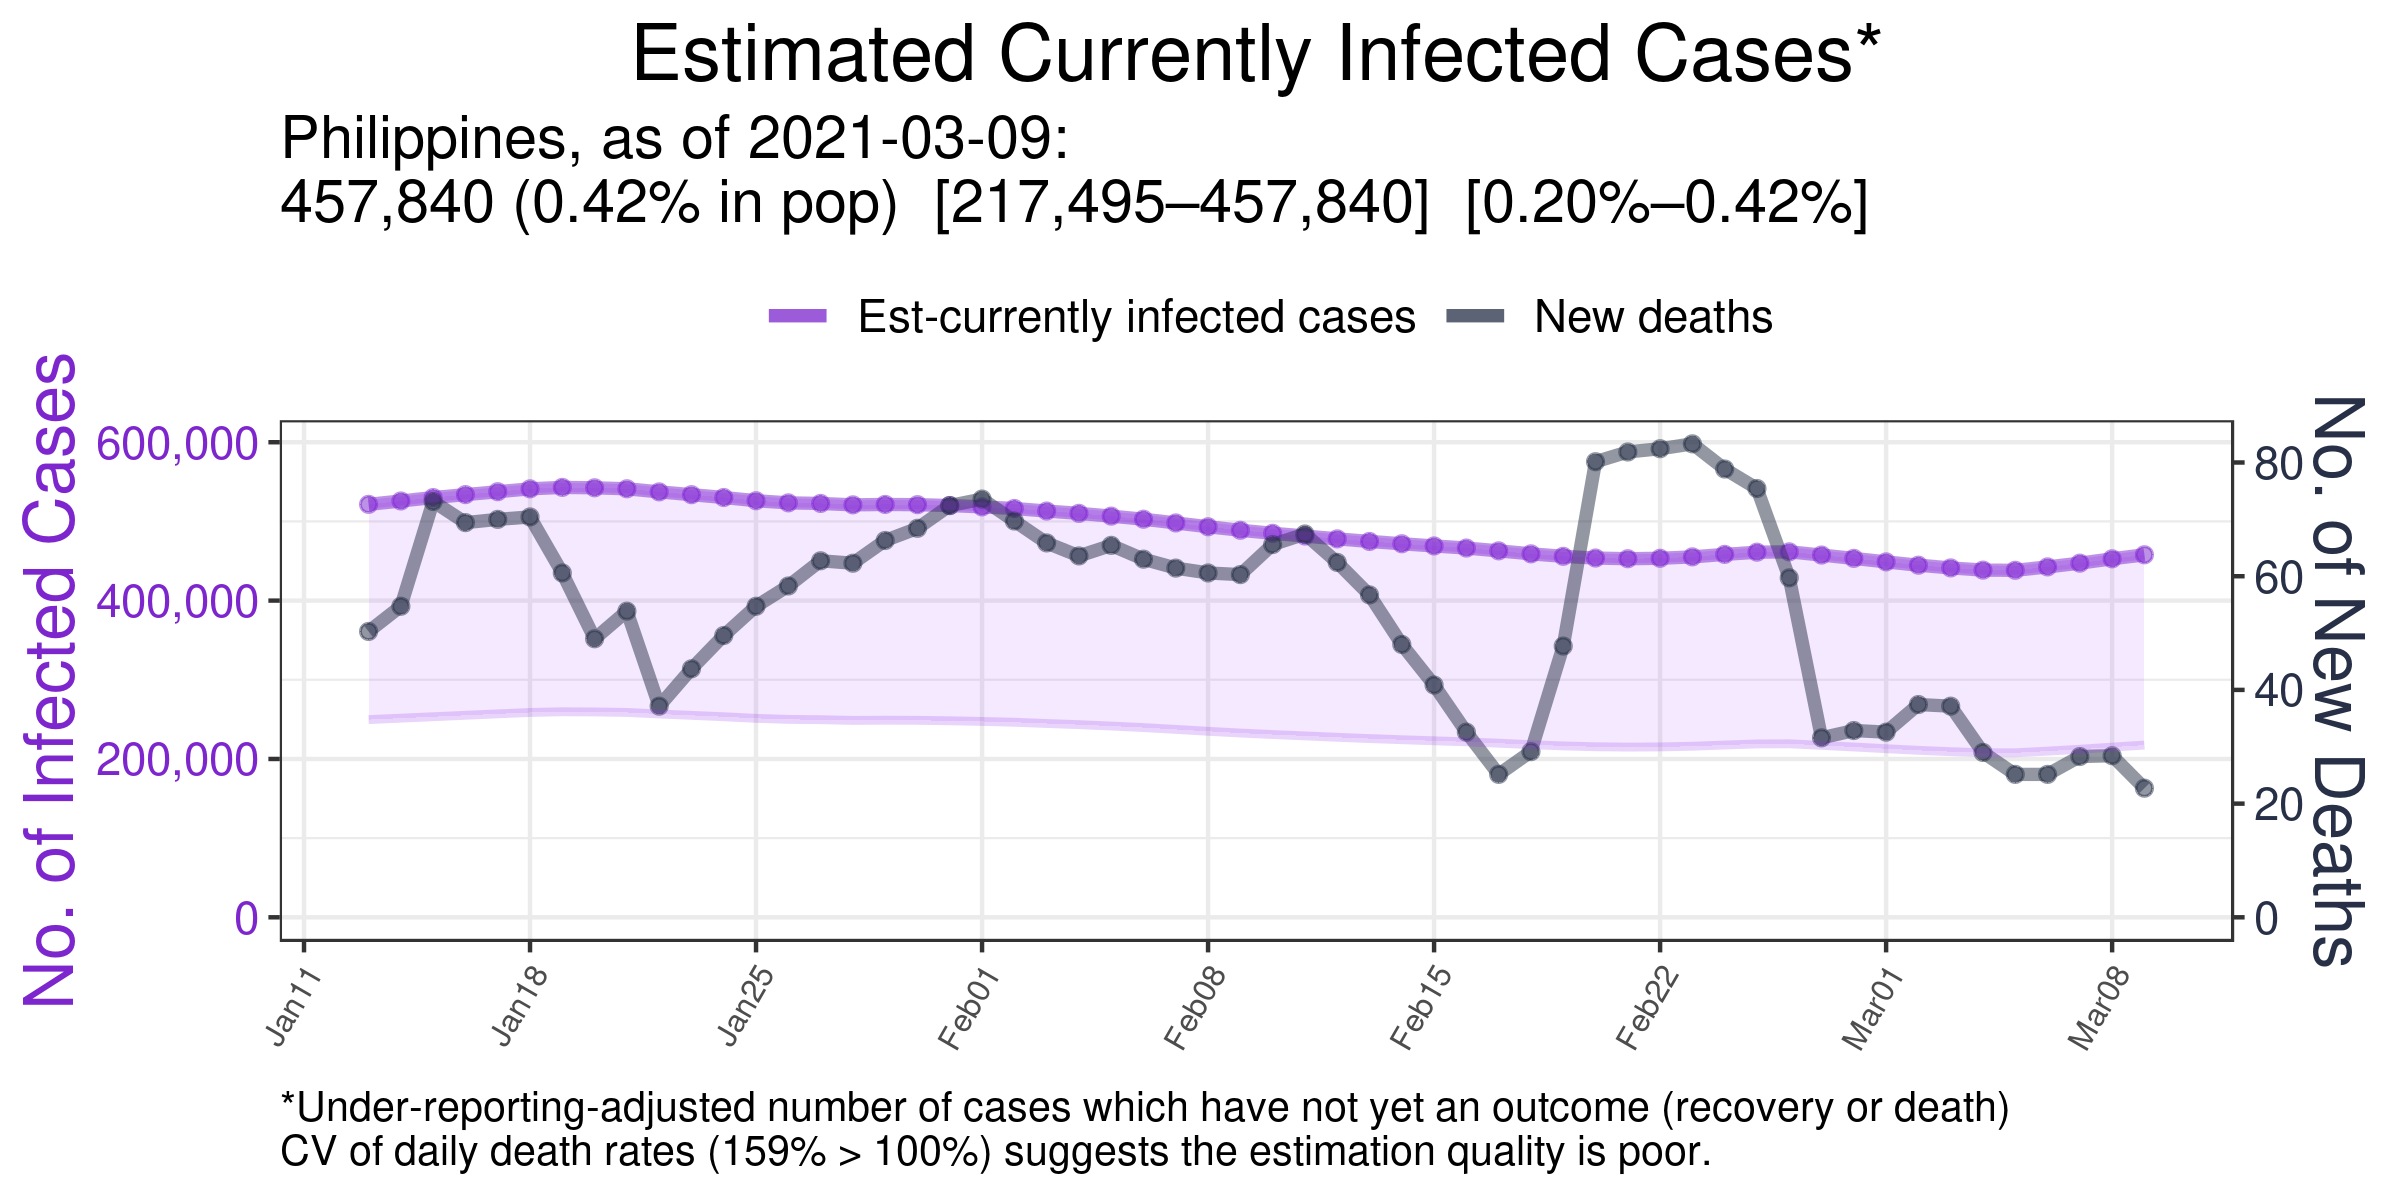 Estimated Currently Infected Cases*
Philippines, as of 2021-03-09:
457,840 (0.42% in pop)  [217,495–457,840]  [0.20%–0.42%]
Est-currently infected cases
New deaths
No. of Infected Cases
600,000
400,000
200,000
0
No. of New Deaths
80
60
40
20
0
Jan11
Jan18
Jan25
Feb01
Feb08
Feb15
Feb22
Mar01
Mar08
*Under-reporting-adjusted number of cases which have not yet an outcome (recovery or death)
CV of daily death rates (159% > 100%) suggests the estimation quality is poor.